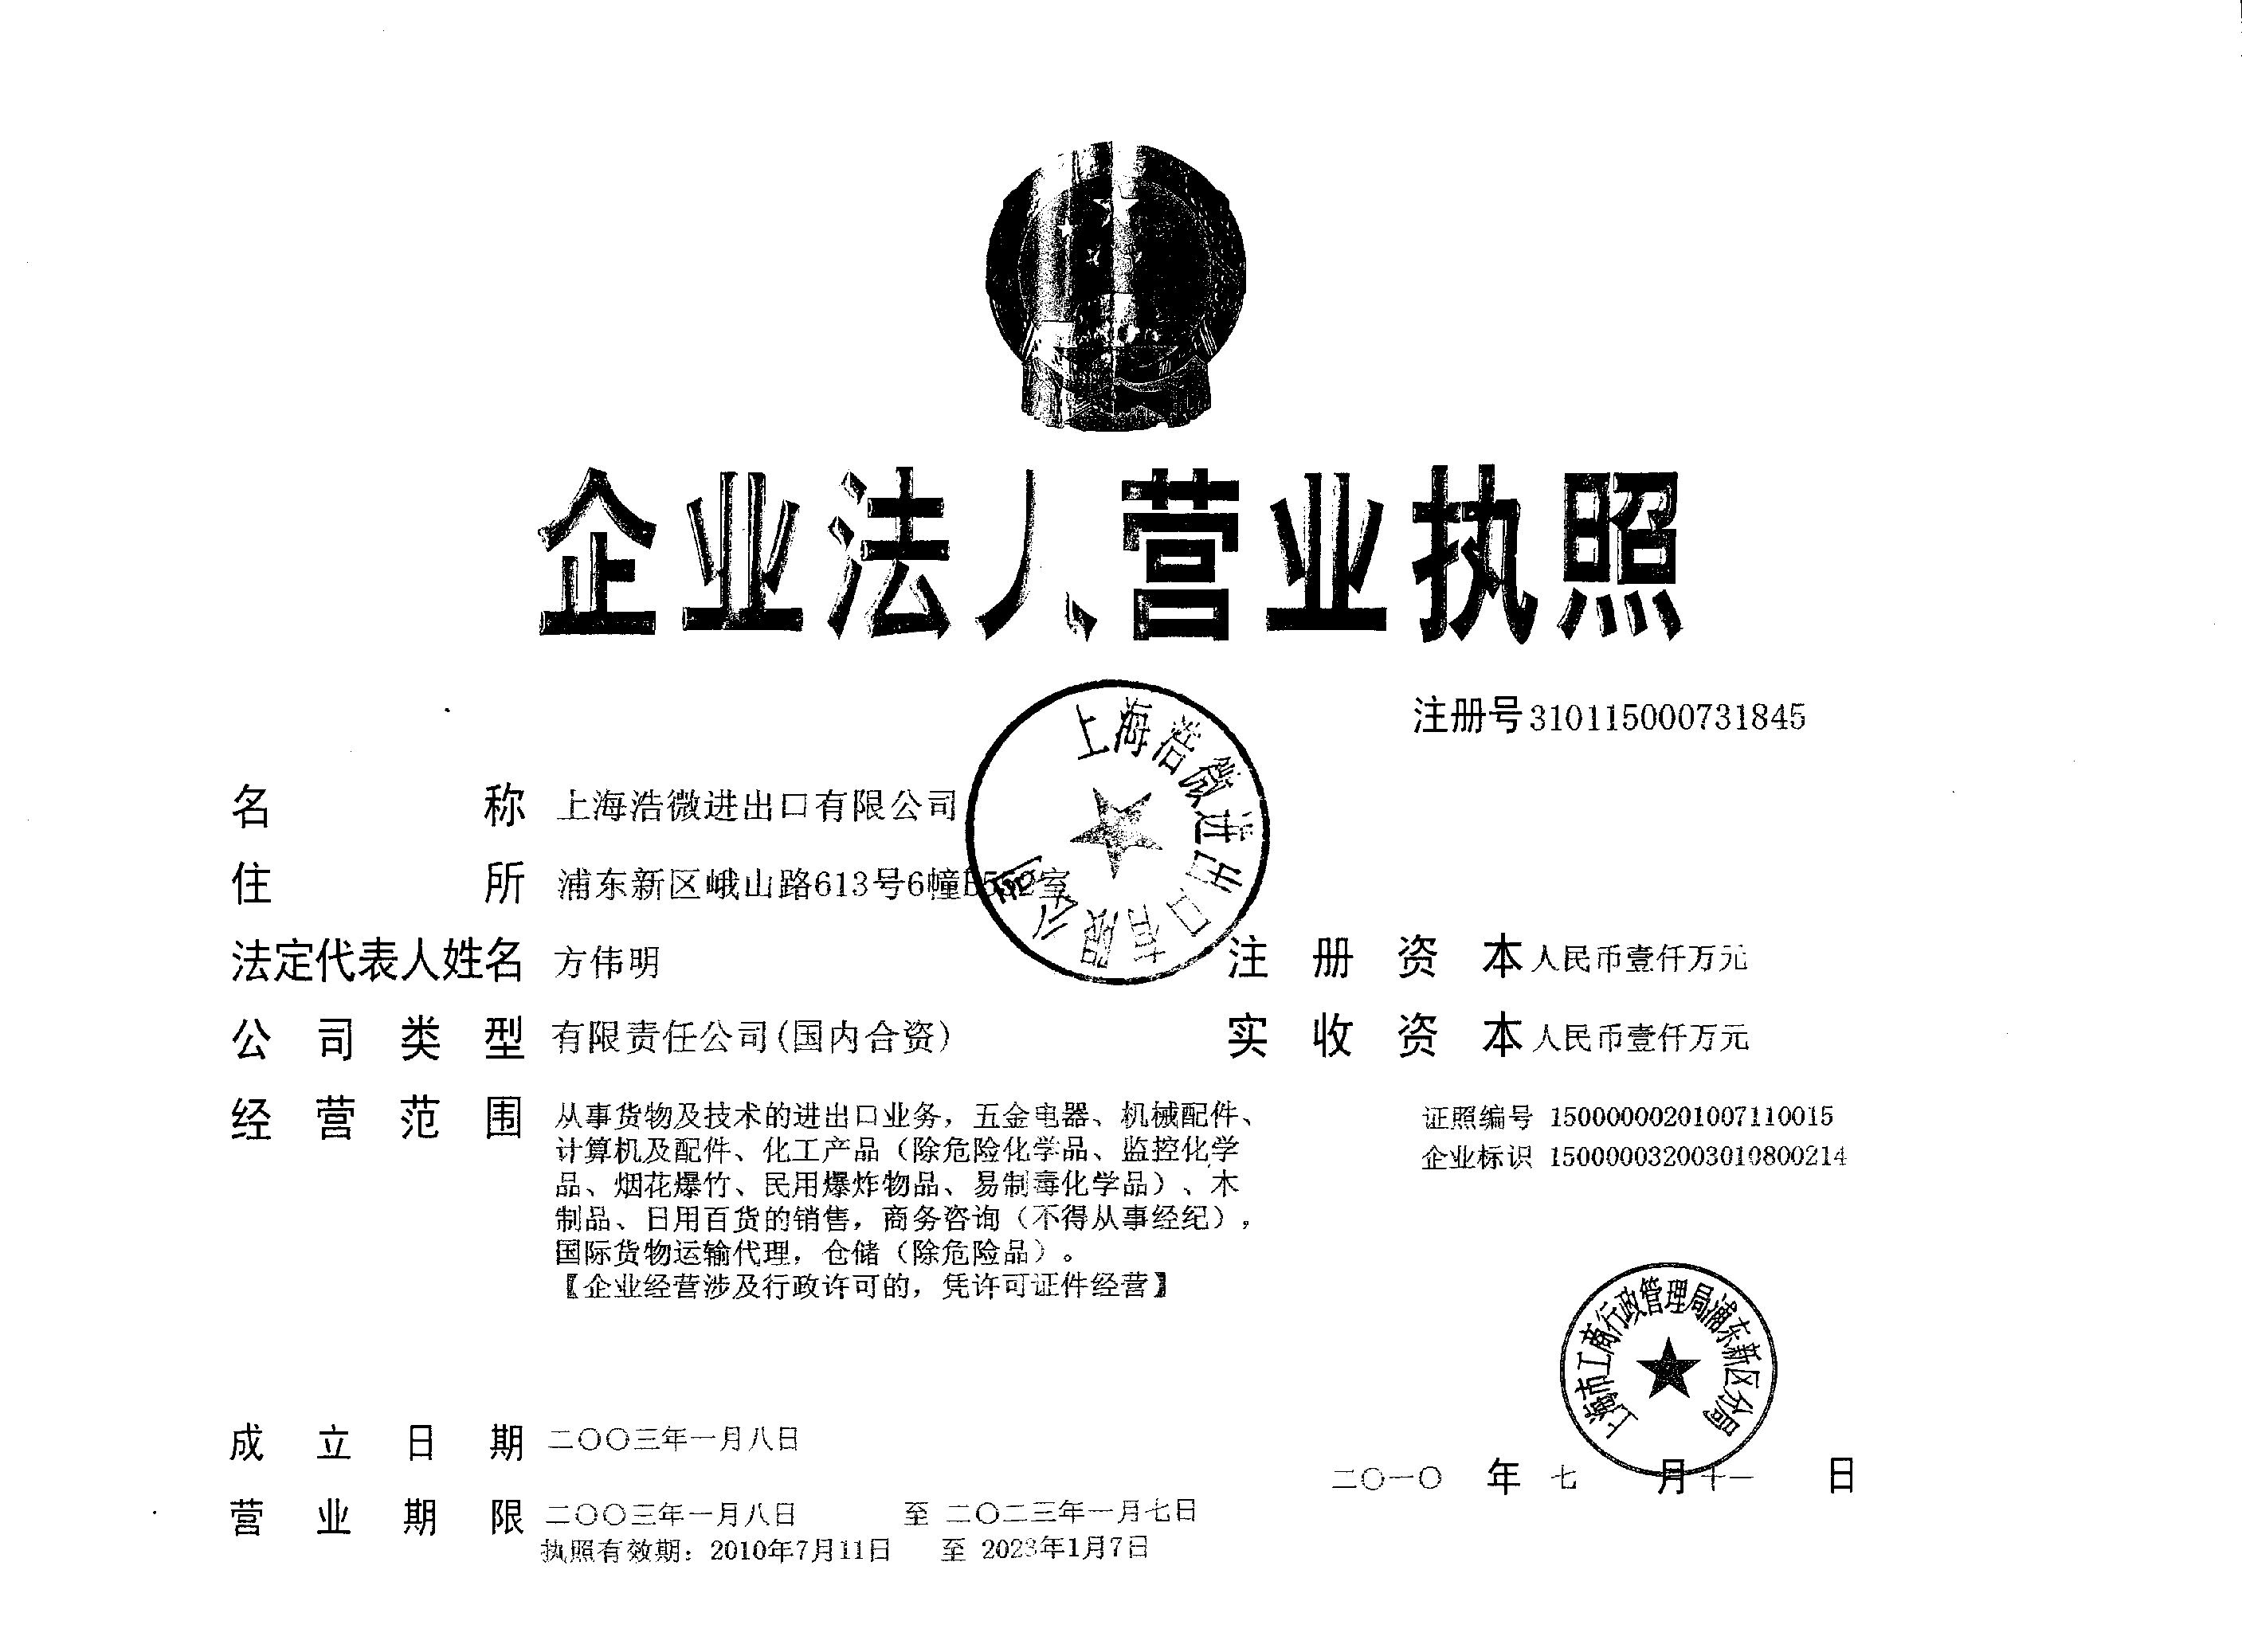 企业法人营业执照
注册号310115000731845
名称 上海浩微进出口有限公司
住所 浦东新区峨山路613号6幢 室
法定代表人姓名 方伟明
注册资本 人民币壹仟万元
公司类型 有限责任公司(国内合资)
实收资本 人民币壹仟万元
经营范围 从事货物及技术的进出口业务，五金电器、机械配件、
计算机及配件、化工产品（除危险化学品、监控化学
品、烟花爆竹、民用爆炸物品、易制毒化学品）、木
制品、日用百货的销售，商务咨询（不得从事经纪），
国际货物运输代理，仓储（除危险品）。
【企业经营涉及行政许可的，凭许可证件经营】
证照编号 15000000201007110015
企业标识 150000032003010800214
上海浩微进出口有限公司
上海市工商行政管理局浦东新区分局
成立日期 二〇〇三年一月八日
二〇一〇 年 七 月 十一 日
营业期限 二〇〇三年一月八日 至 二〇二三年一月七日
执照有效期：2010年7月11日 至 2023年1月7日